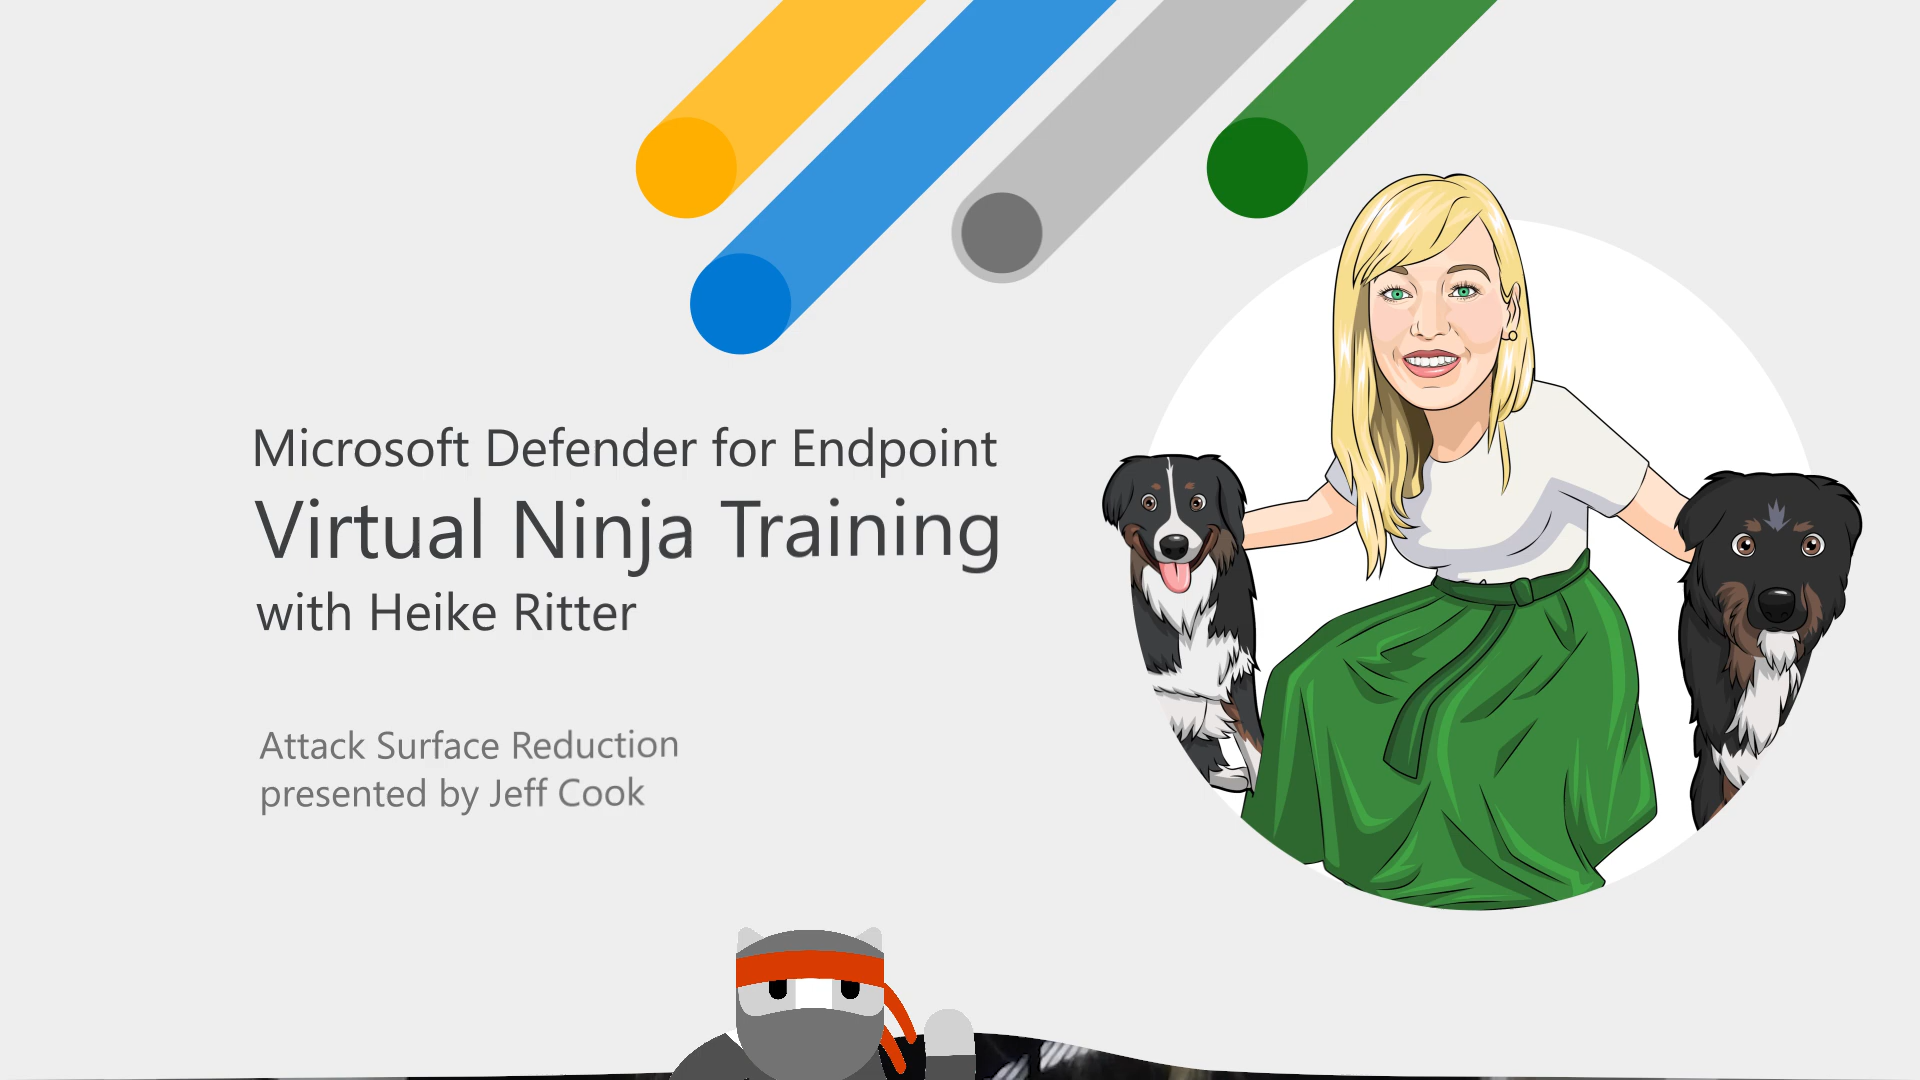 Microsoft Defender for Endpoint
Virtual Ninja Training
with Heike Ritter
Attack Surface Reduction
presented by Jeff Cook